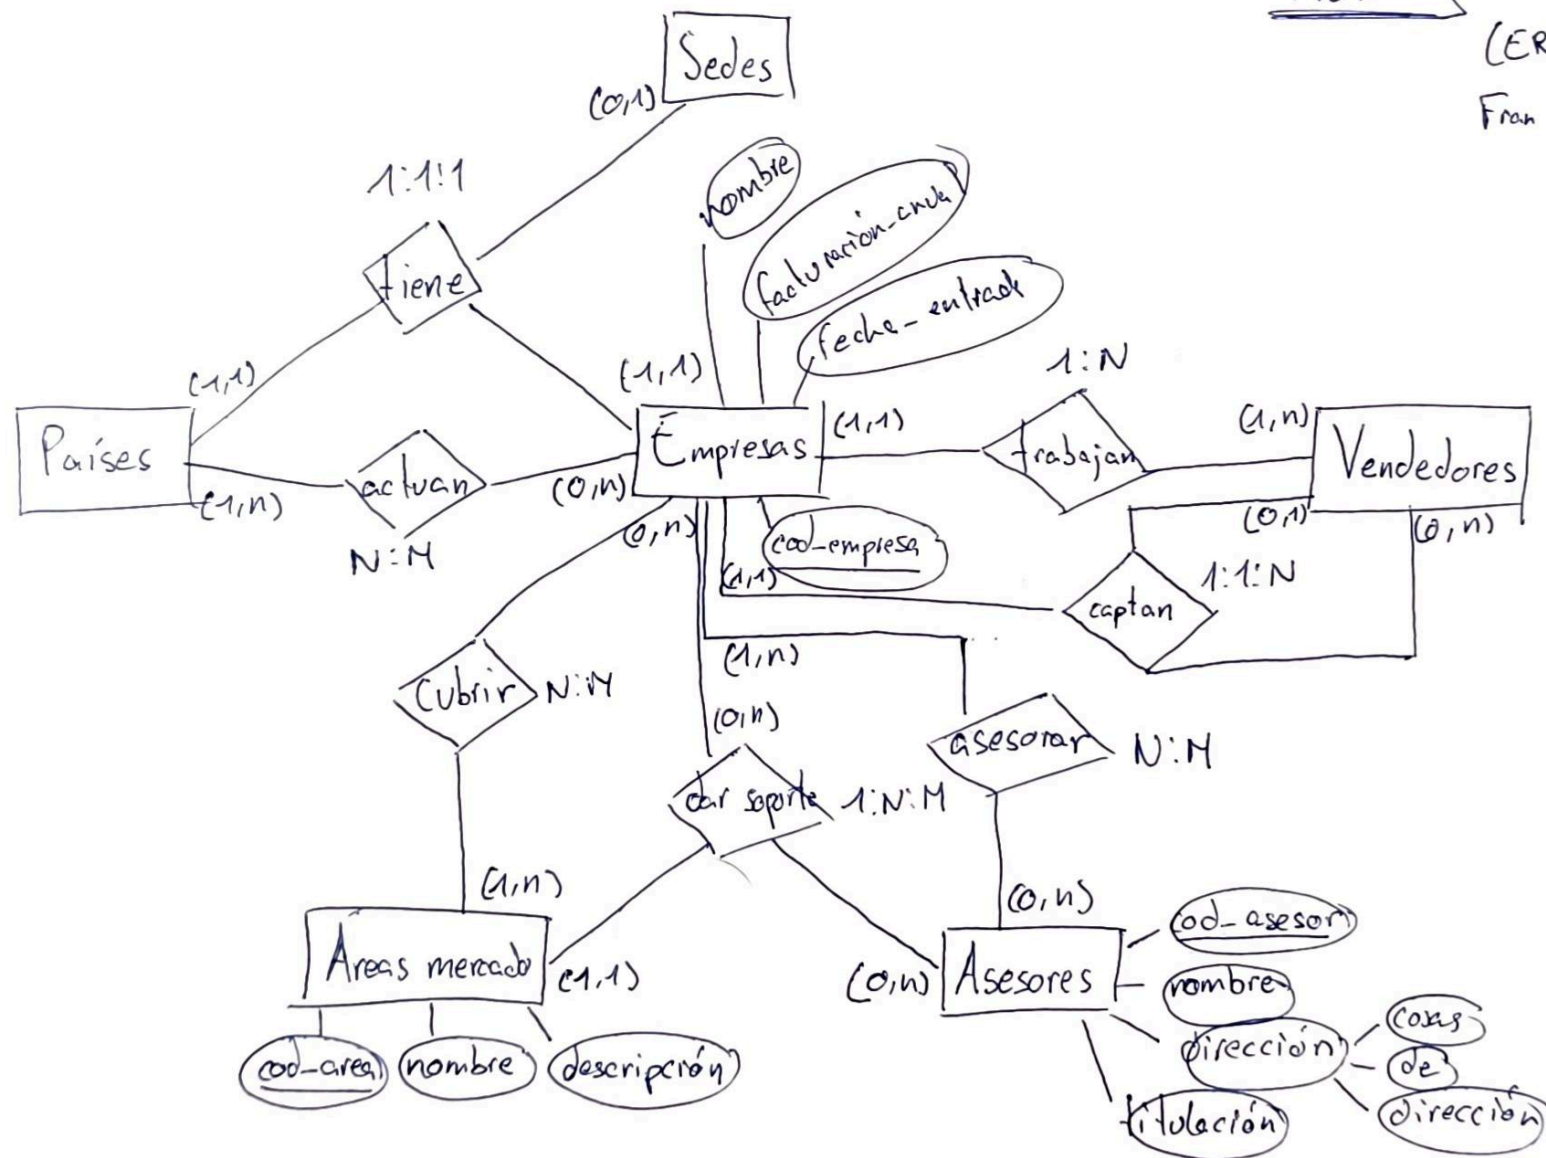 (ER
Fran
Sedes
(0,1)
1:1:1
tiene
nombre
fecha_entrada
(1,1)
(1,1)
1:N
Países
actuan
(1,n)
N:M
(0,n)
Empresas
(1,1)
trabajan
(1,n)
Vendedores
(0,n)
cod_empresa
(1,1)
(0,1)
(0,n)
captan
1:1:N
Cubrir
N:M
(1,n)
(0,n)
asesorar
N:M
dar soporte
1:N:M
(1,n)
(0,n)
Áreas mercado
(1,1)
(0,n)
Asesores
cod_asesor
nombre
dirección
cosas
de
dirección
titulación
cod_area
nombre
descripción